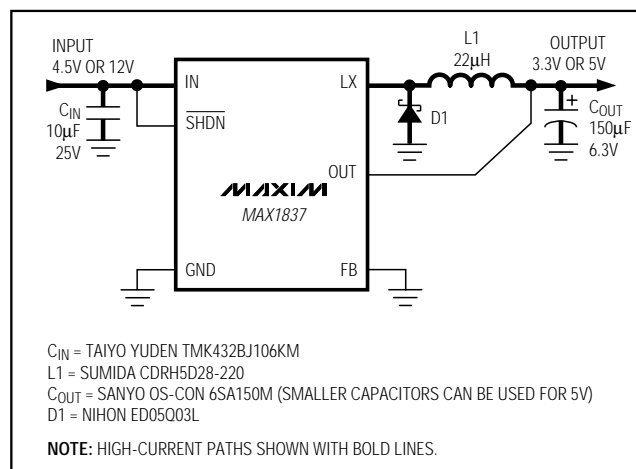 INPUT
4.5V OR 12V
L1
22µH
OUTPUT
3.3V OR 5V
IN
LX
CIN
10µF
25V
SHDN
D1
+
COUT
150µF
6.3V
OUT
MAXIM
MAX1837
GND
FB
CIN = TAIYO YUDEN TMK432BJ106KM
L1 = SUMIDA CDRH5D28-220
COUT = SANYO OS-CON 6SA150M (SMALLER CAPACITORS CAN BE USED FOR 5V)
D1 = NIHON ED05Q03L
NOTE: HIGH-CURRENT PATHS SHOWN WITH BOLD LINES.